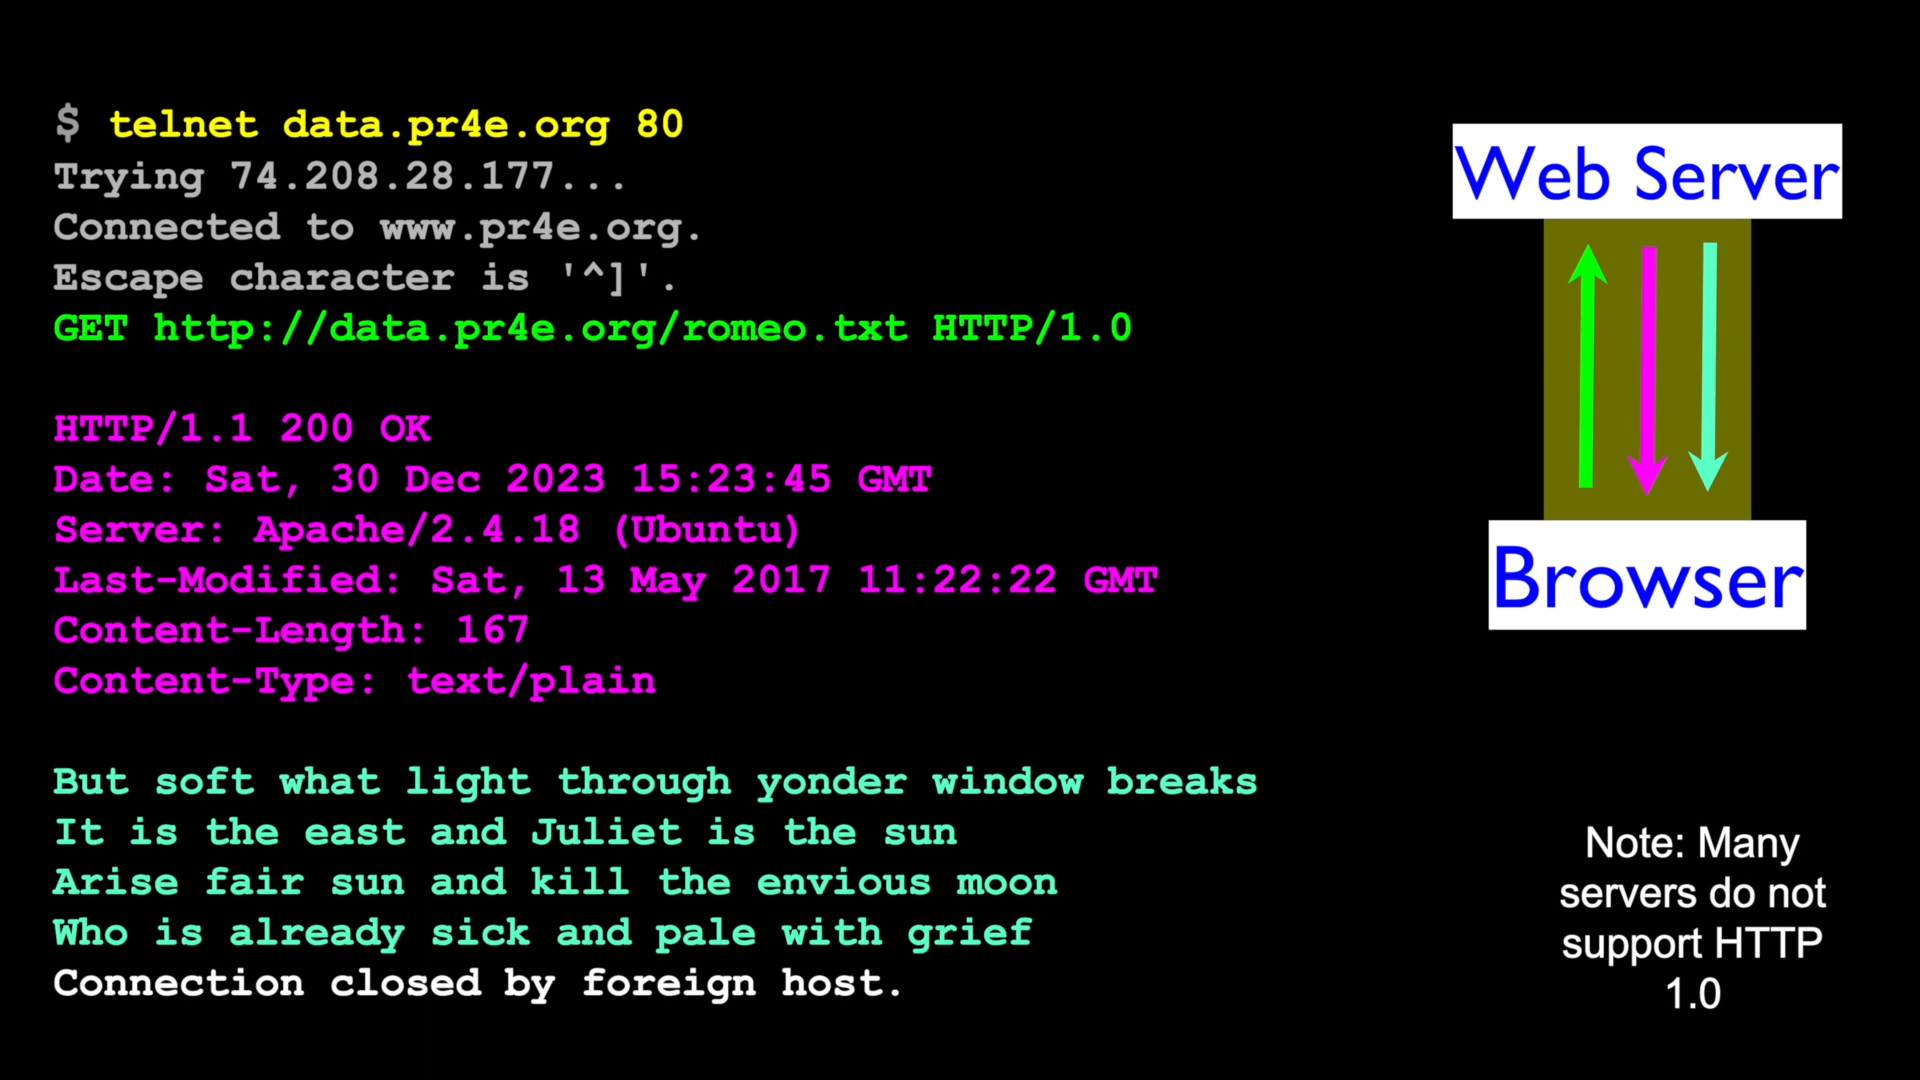 $ telnet data.pr4e.org 80
Trying 74.208.28.177...
Connected to www.pr4e.org.
Escape character is '^]'.
GET http://data.pr4e.org/romeo.txt HTTP/1.0
HTTP/1.1 200 OK
Date: Sat, 30 Dec 2023 15:23:45 GMT
Server: Apache/2.4.18 (Ubuntu)
Last-Modified: Sat, 13 May 2017 11:22:22 GMT
Content-Length: 167
Content-Type: text/plain
But soft what light through yonder window breaks
It is the east and Juliet is the sun
Arise fair sun and kill the envious moon
Who is already sick and pale with grief
Connection closed by foreign host.
Web Server
Browser
Note: Many
servers do not
support HTTP
1.0